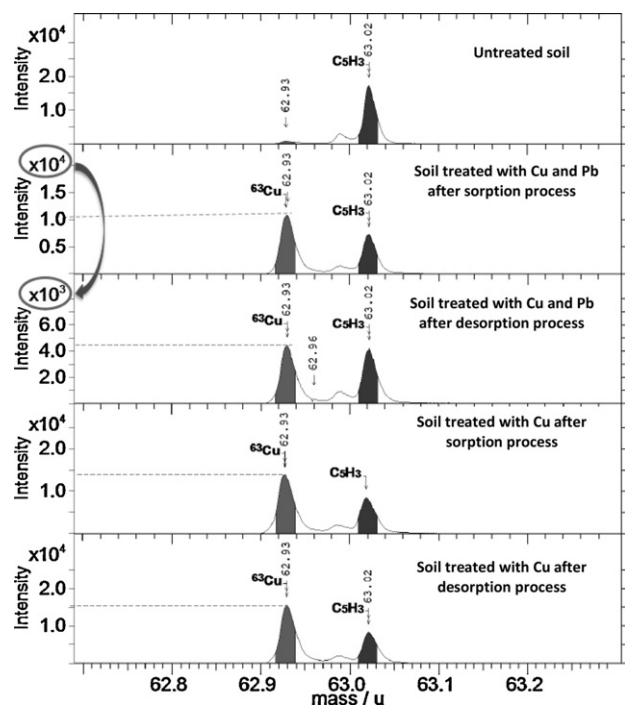 x10⁴
Intensity
2.0
1.0
62.93
C5H3
63.02
Untreated soil
x10⁴
Intensity
1.5
1.0
0.5
⁶³Cu
62.93
C5H3
63.02
Soil treated with Cu and Pb
after sorption process
x10³
Intensity
6.0
4.0
2.0
⁶³Cu
62.93
62.96
C5H3
63.02
Soil treated with Cu and Pb
after desorption process
x10⁴
Intensity
2.0
1.0
⁶³Cu
62.93
C5H3
Soil treated with Cu after
sorption process
x10⁴
Intensity
2.0
1.0
⁶³Cu
62.93
C5H3
63.02
Soil treated with Cu after
desorption process
62.8
62.9
63.0
63.1
63.2
mass / u